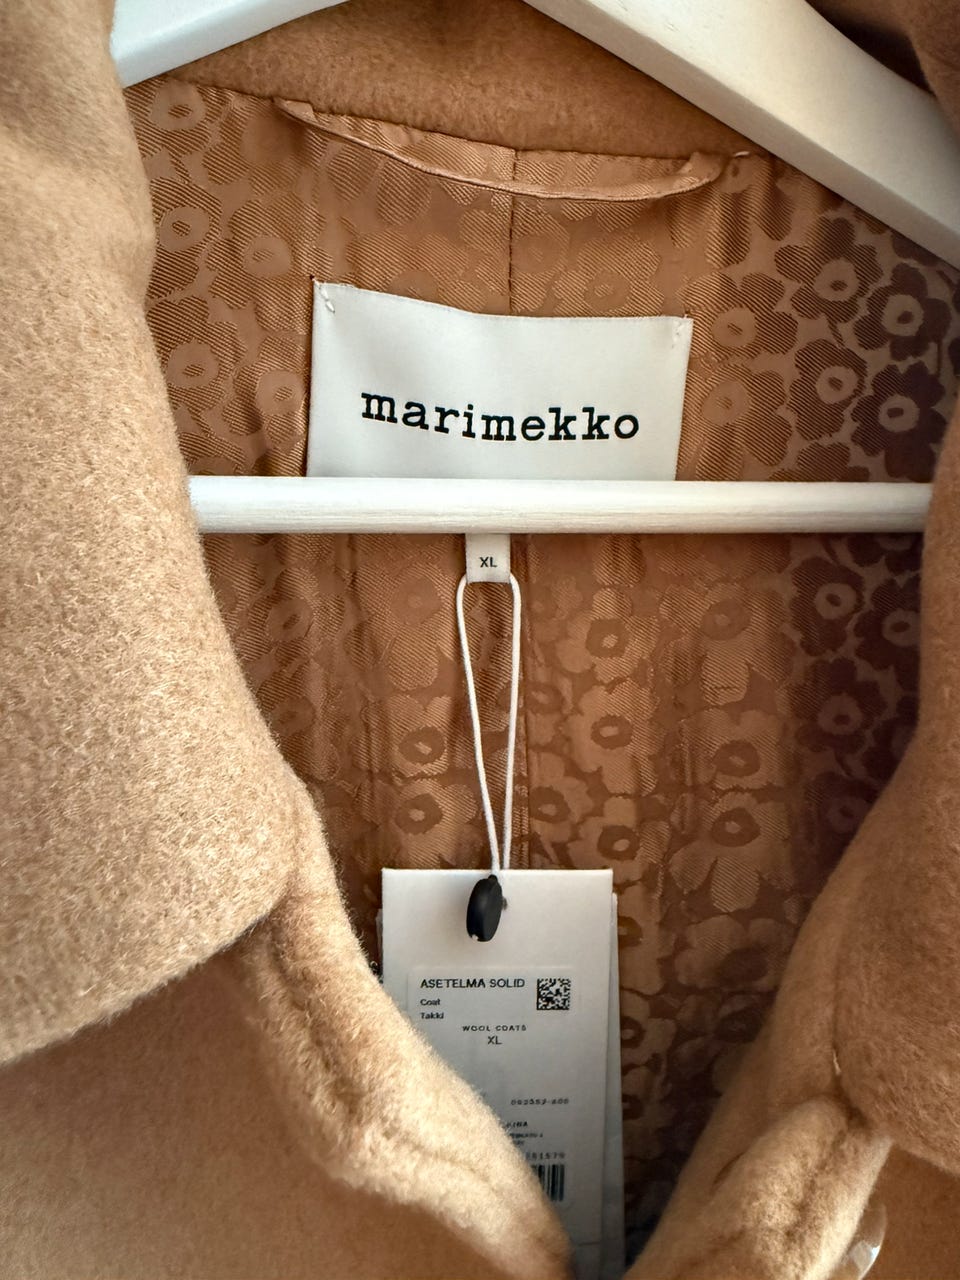 marimekko
XL
ASETELMA SOLID
Coat
Takki
WOOL COATS
XL